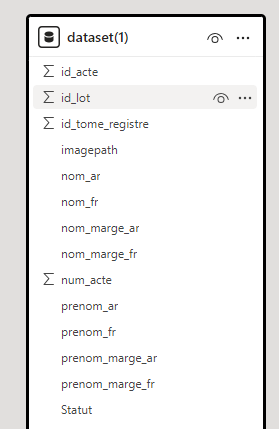 dataset(1)
id_acte
id_lot
id_tome_registre
imagepath
nom_ar
nom_fr
nom_marge_ar
nom_marge_fr
num_acte
prenom_ar
prenom_fr
prenom_marge_ar
prenom_marge_fr
Statut